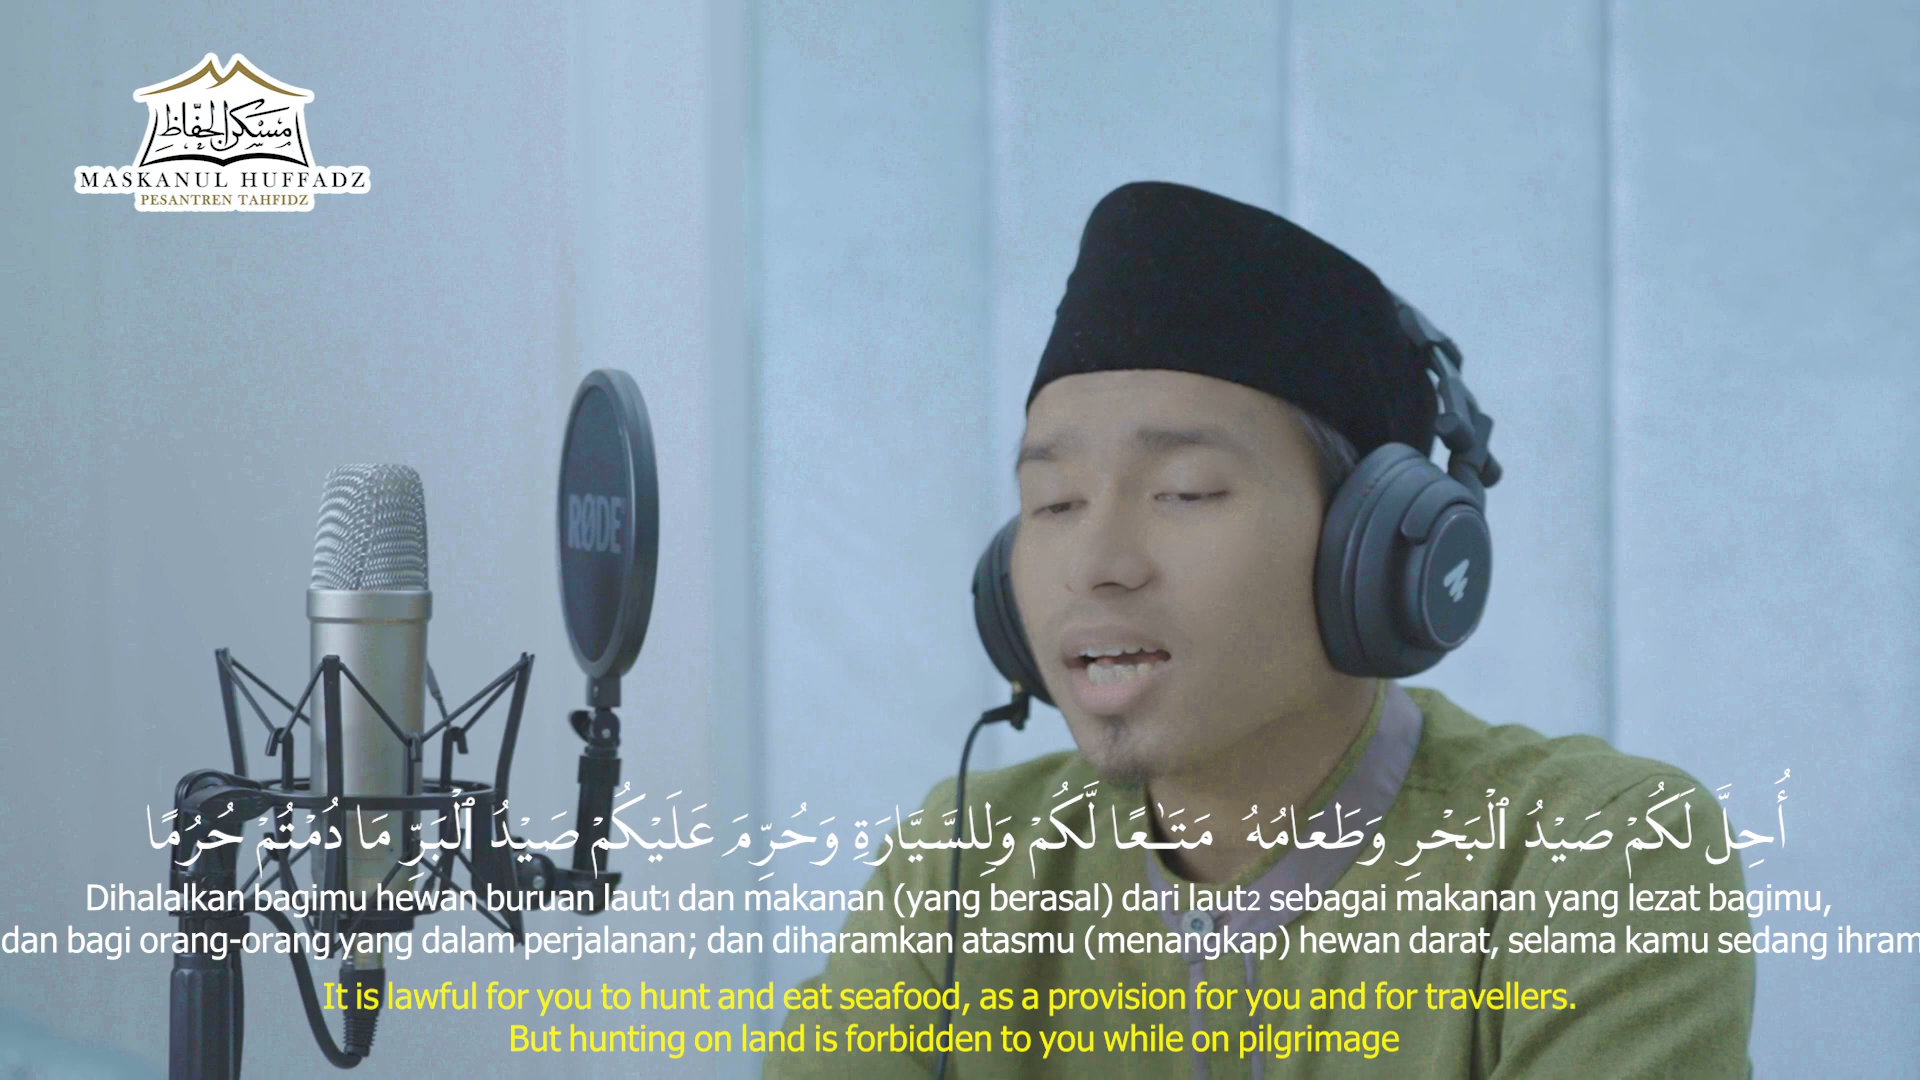 مسكن الحفاظ
MASKANUL HUFFADZ
PESANTREN TAHFIDZ
RØDE
أُحِلَّ لَكُمْ صَيْدُ ٱلْبَحْرِ وَطَعَامُهُۥ مَتَـٰعًا لَّكُمْ وَلِلسَّيَّارَةِ وَحُرِّمَ عَلَيْكُمْ صَيْدُ ٱلْبَرِّ مَا دُمْتُمْ حُرُمًا
Dihalalkan bagimu hewan buruan laut1 dan makanan (yang berasal) dari laut2 sebagai makanan yang lezat bagimu,
dan bagi orang-orang yang dalam perjalanan; dan diharamkan atasmu (menangkap) hewan darat, selama kamu sedang ihram
It is lawful for you to hunt and eat seafood, as a provision for you and for travellers.
But hunting on land is forbidden to you while on pilgrimage